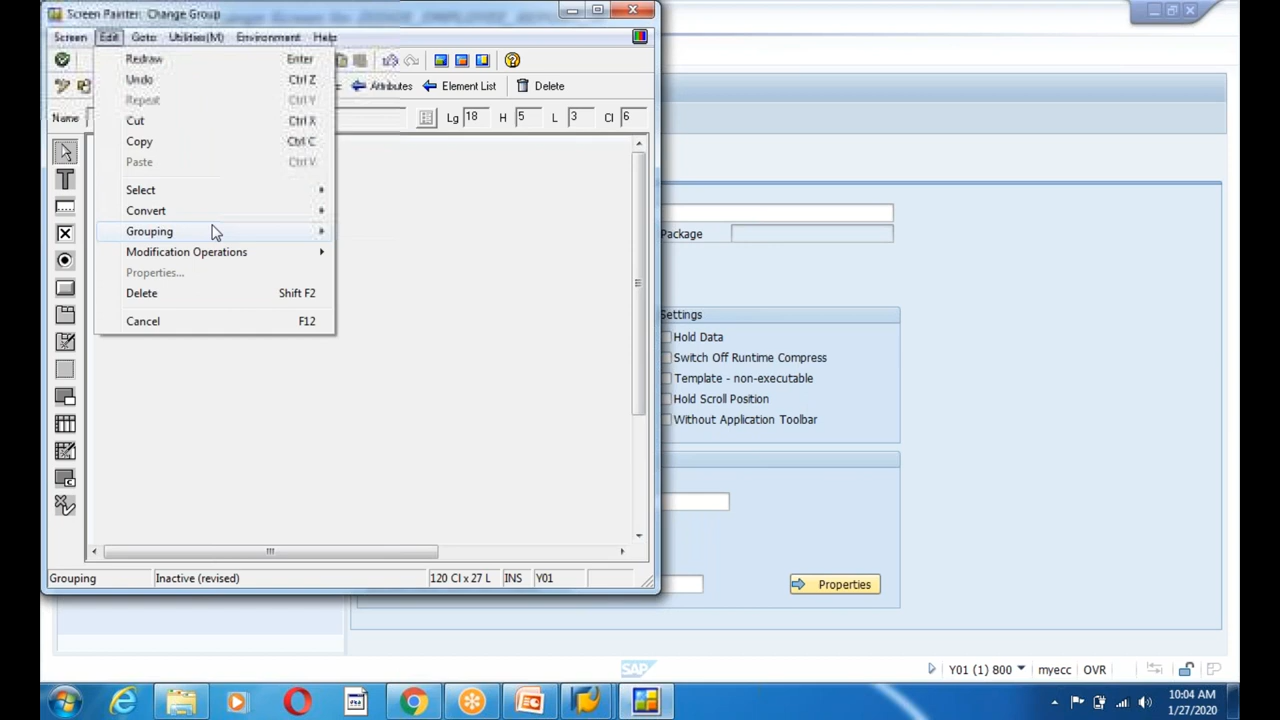 Screen Painter: Change Group
Screen Edit Goto Utilities(M) Environment Help
Redraw Enter
Undo Ctrl Z
Repeat Ctrl Y
Cut Ctrl X
Copy Ctrl C
Paste Ctrl V
Select
Convert
Grouping
Modification Operations
Properties...
Delete Shift F2
Cancel F12
Attributes Element List Delete
Name Lg 18 H 5 L 3 Cl 6
Grouping Inactive (revised) 120 Cl x 27 L INS Y01
Package
Settings
Hold Data
Switch Off Runtime Compress
Template - non-executable
Hold Scroll Position
Without Application Toolbar
Properties
SAP
Y01 (1) 800 myecc OVR
10:04 AM
1/27/2020